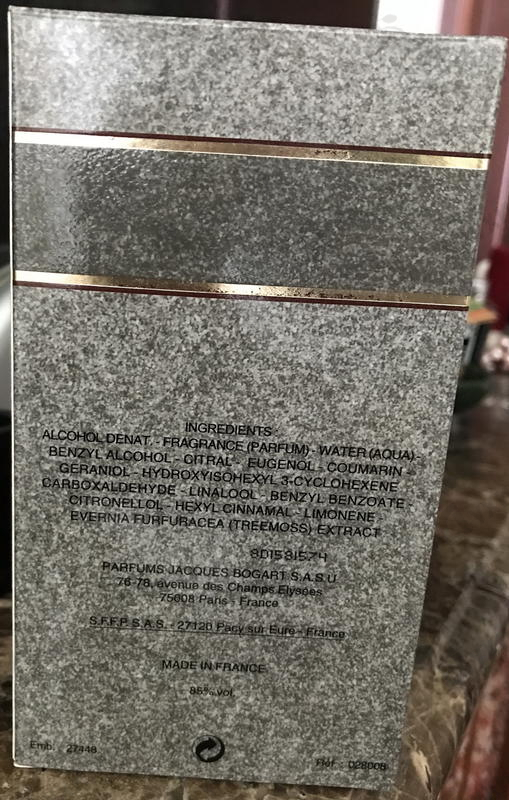 INGREDIENTS :
ALCOHOL DENAT. - FRAGRANCE (PARFUM) - WATER (AQUA) -
BENZYL ALCOHOL - CITRAL - EUGENOL - COUMARIN -
GERANIOL - HYDROXYISOHEXYL 3-CYCLOHEXENE
CARBOXALDEHYDE - LINALOOL - BENZYL BENZOATE -
CITRONELLOL - HEXYL CINNAMAL - LIMONENE -
EVERNIA FURFURACEA (TREEMOSS) EXTRACT
8D1581574
PARFUMS JACQUES BOGART S.A.S.U
76-78, avenue des Champs Elysées
75008 Paris - France
S.F.F.P. S.A.S. - 27120 Pacy sur Eure - France
MADE IN FRANCE
85% vol.
Emb. : 27448
Réf. : 028008